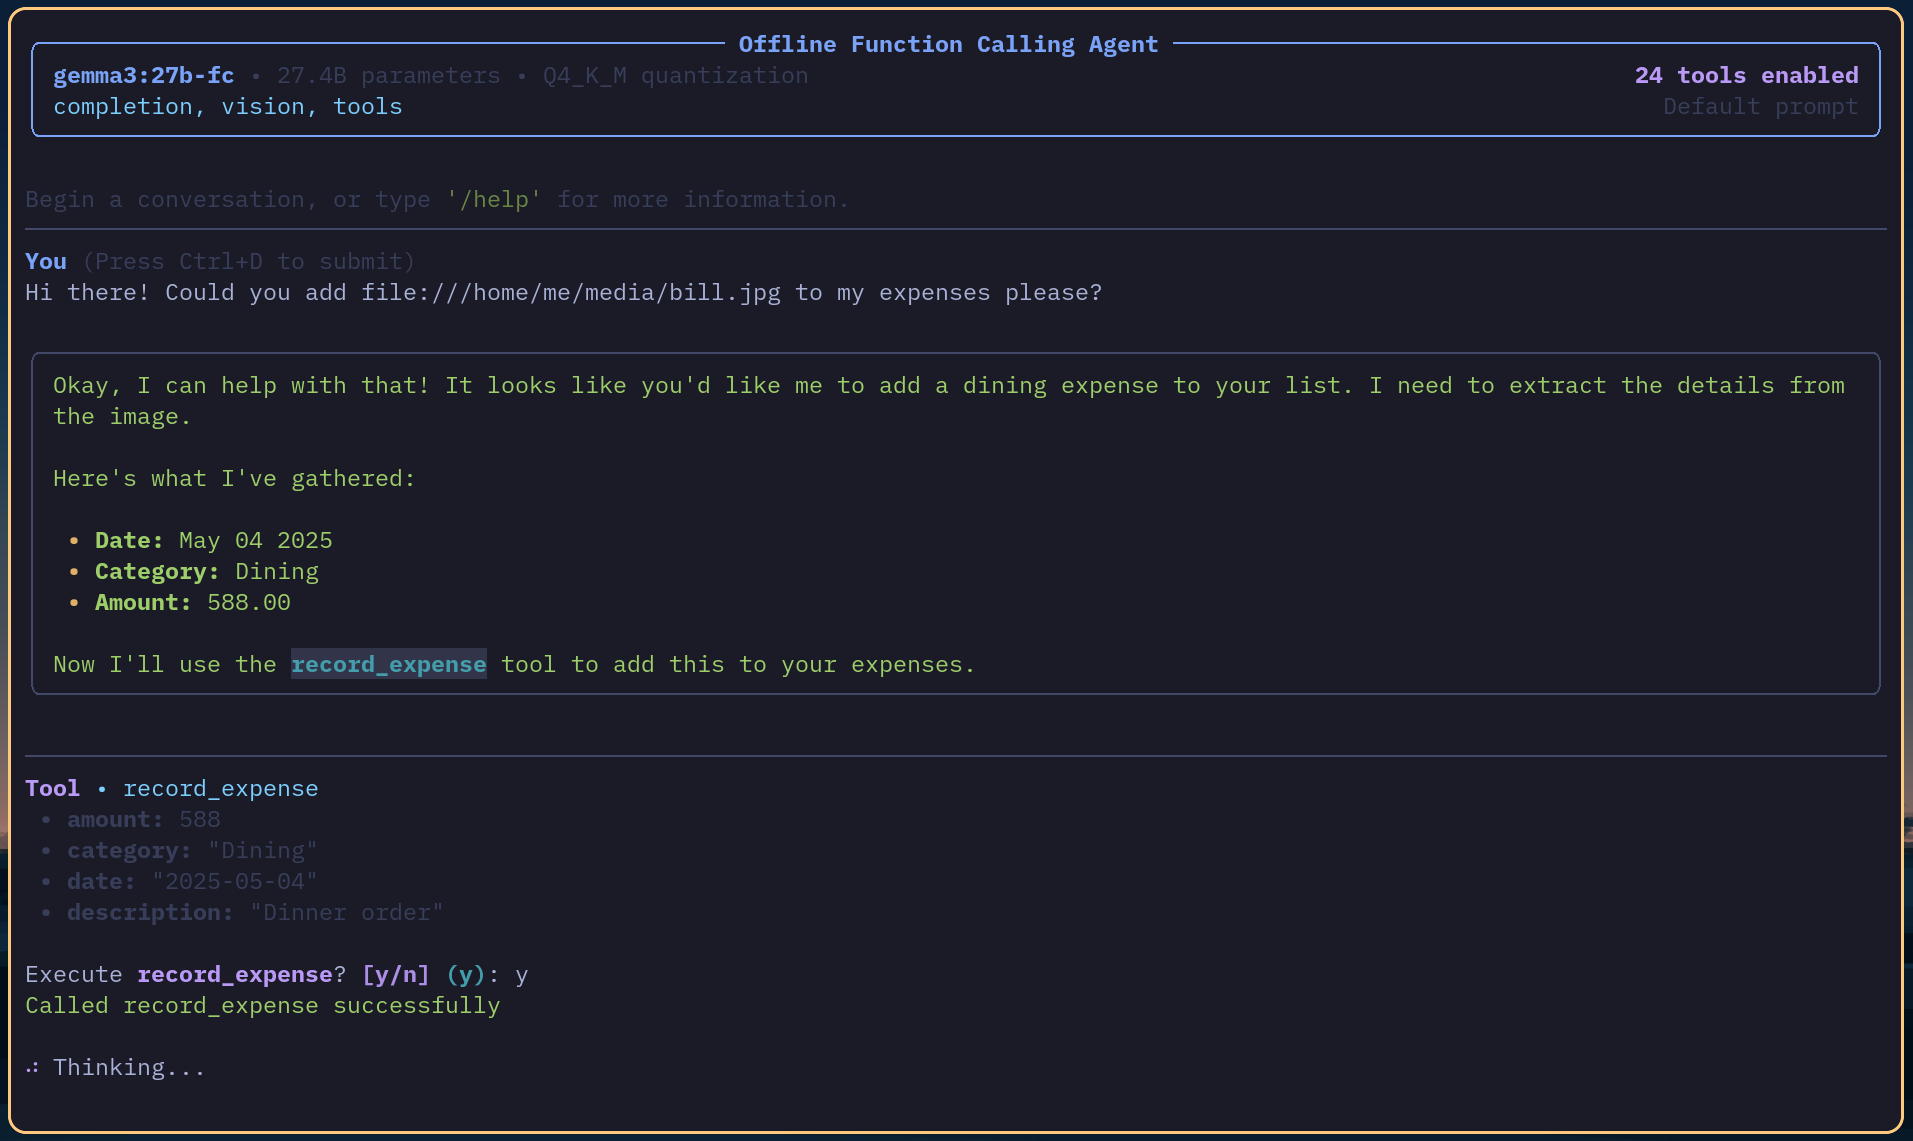 Offline Function Calling Agent
gemma3:27b-fc • 27.4B parameters • Q4_K_M quantization 24 tools enabled
completion, vision, tools Default prompt
Begin a conversation, or type '/help' for more information.
You (Press Ctrl+D to submit)
Hi there! Could you add file:///home/me/media/bill.jpg to my expenses please?
Okay, I can help with that! It looks like you'd like me to add a dining expense to your list. I need to extract the details from
the image.
Here's what I've gathered:
• Date: May 04 2025
• Category: Dining
• Amount: 588.00
Now I'll use the record_expense tool to add this to your expenses.
Tool • record_expense
• amount: 588
• category: "Dining"
• date: "2025-05-04"
• description: "Dinner order"
Execute record_expense? [y/n] (y): y
Called record_expense successfully
Thinking...